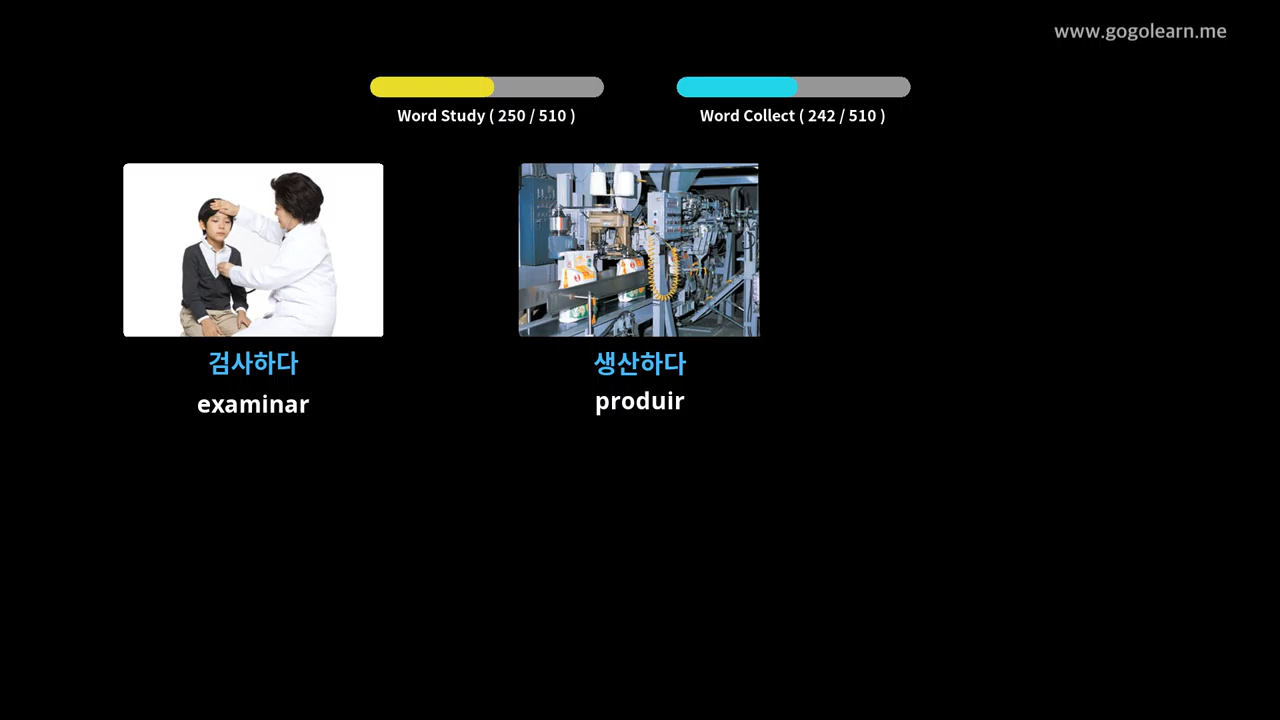 www.gogolearn.me
Word Study ( 250 / 510 )
Word Collect ( 242 / 510 )
검사하다
examinar
생산하다
produir